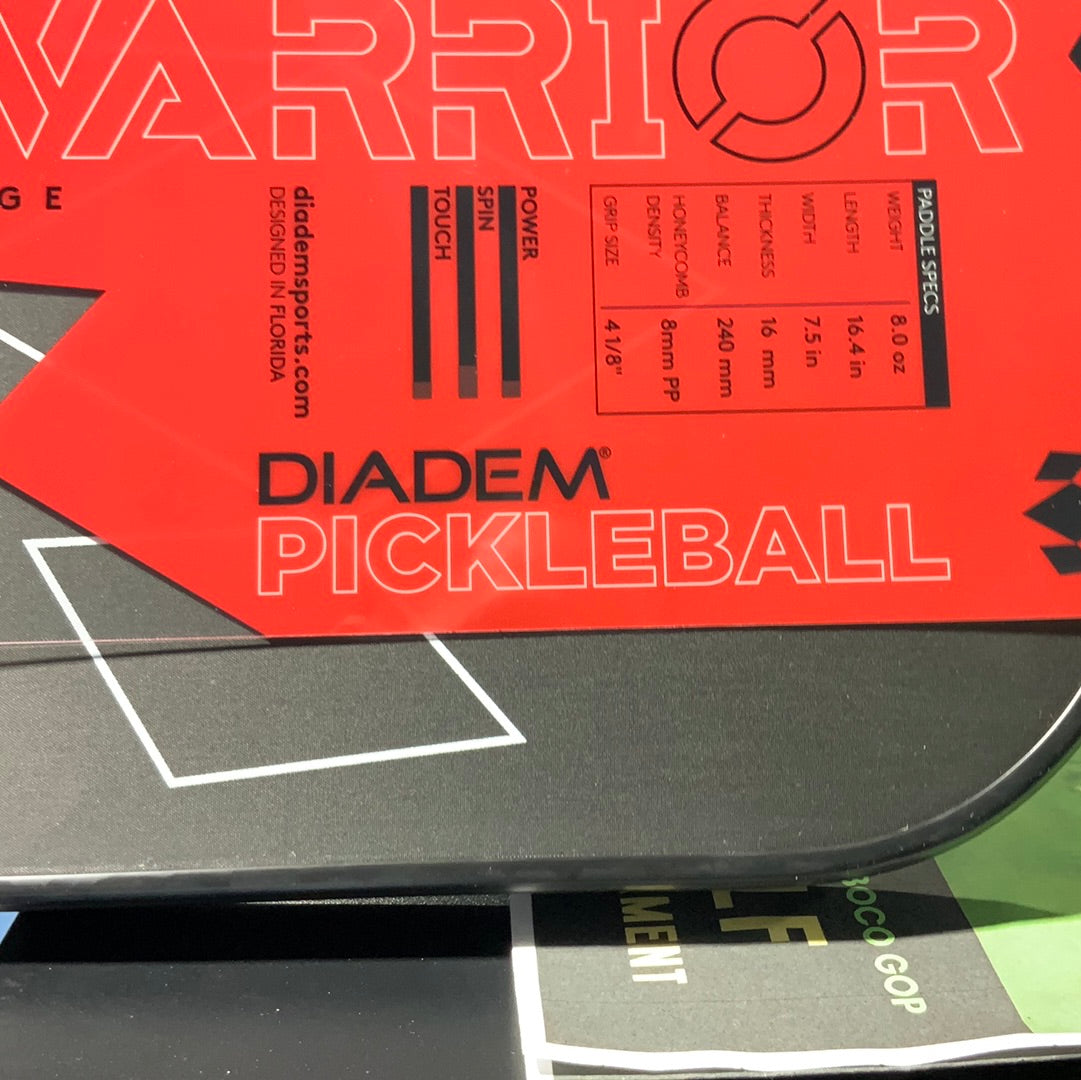 WARRIOR
GE
diademsports.com
DESIGNED IN FLORIDA
POWER
SPIN
TOUCH
PADDLE SPECS
WEIGHT 8.0 oz
LENGTH 16.4 in
WIDTH 7.5 in
THICKNESS 16 mm
BALANCE 240 mm
HONEYCOMB DENSITY 8mm PP
GRIP SIZE 4 1/8"
DIADEM®
PICKLEBALL
LF
MENT
BOCO GOP